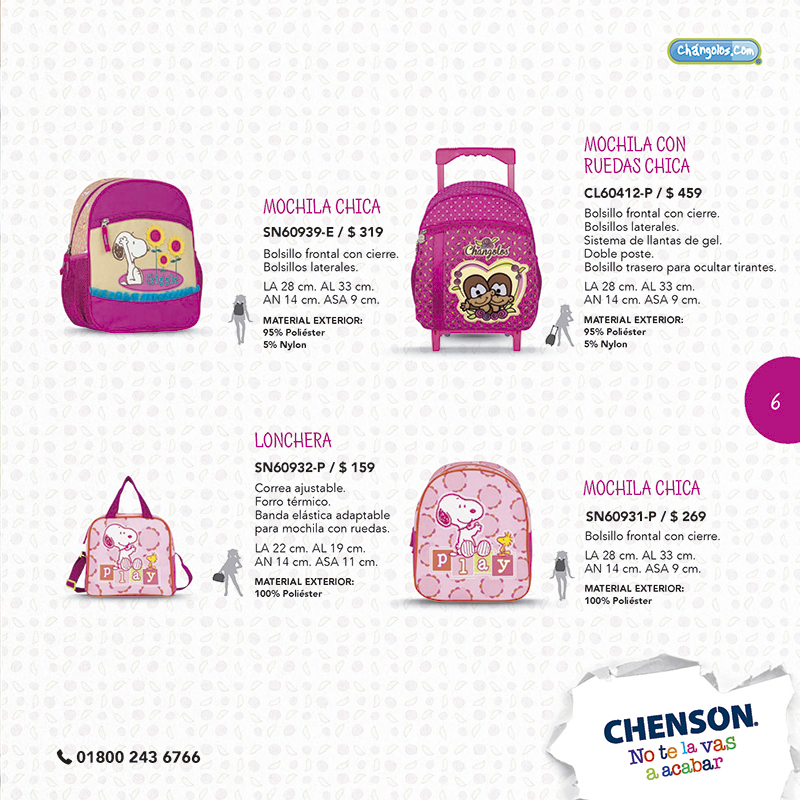 Chángolos.com
MOCHILA CHICA
SN60939-E / $ 319
Bolsillo frontal con cierre.
Bolsillos laterales.
LA 28 cm. AL 33 cm.
AN 14 cm. ASA 9 cm.
MATERIAL EXTERIOR:
95% Poliéster
5% Nylon
Chángolos
MOCHILA CON
RUEDAS CHICA
CL60412-P / $ 459
Bolsillo frontal con cierre.
Bolsillos laterales.
Sistema de llantas de gel.
Doble poste.
Bolsillo trasero para ocultar tirantes.
LA 28 cm. AL 33 cm.
AN 14 cm. ASA 9 cm.
MATERIAL EXTERIOR:
95% Poliéster
5% Nylon
6
play
LONCHERA
SN60932-P / $ 159
Correa ajustable.
Forro térmico.
Banda elástica adaptable
para mochila con ruedas.
LA 22 cm. AL 19 cm.
AN 14 cm. ASA 11 cm.
MATERIAL EXTERIOR:
100% Poliéster
play
MOCHILA CHICA
SN60931-P / $ 269
Bolsillo frontal con cierre.
LA 28 cm. AL 33 cm.
AN 14 cm. ASA 9 cm.
MATERIAL EXTERIOR:
100% Poliéster
01800 243 6766
CHENSON.
No te la vas
a acabar